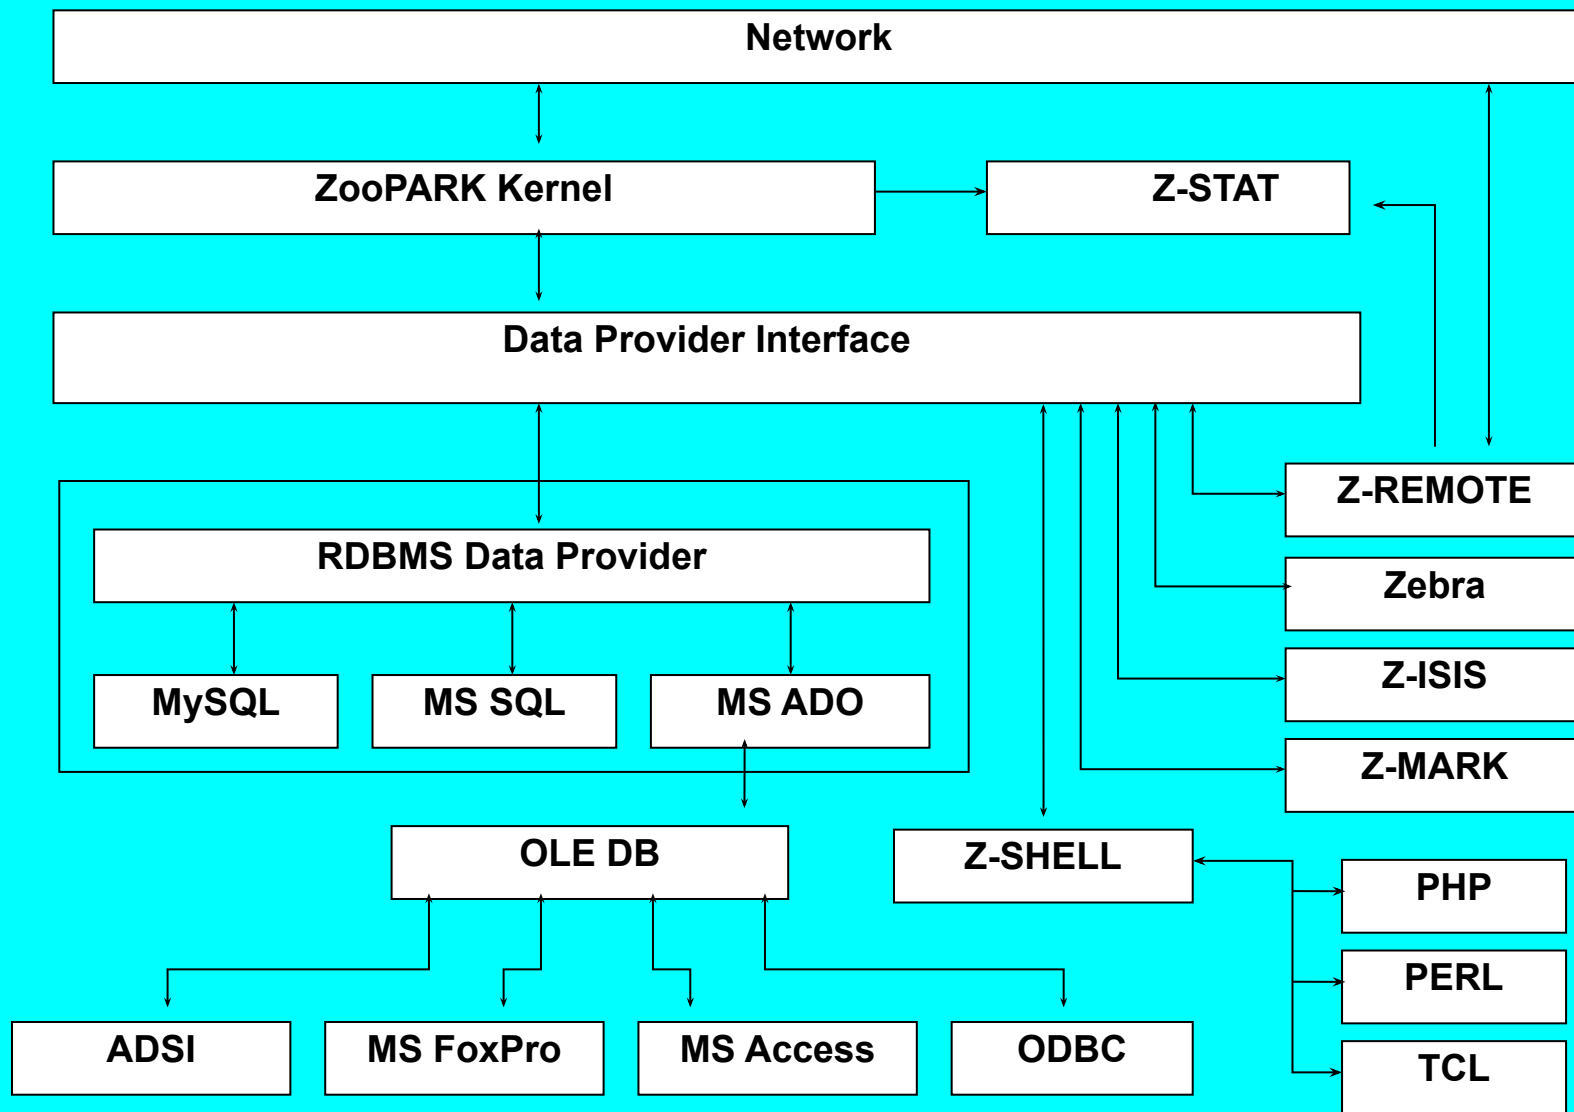 Network
ZooPARK Kernel
Z-STAT
Data Provider Interface
Z-REMOTE
RDBMS Data Provider
Zebra
Z-ISIS
MySQL
MS SQL
MS ADO
Z-MARK
OLE DB
Z-SHELL
PHP
PERL
ADSI
MS FoxPro
MS Access
ODBC
TCL